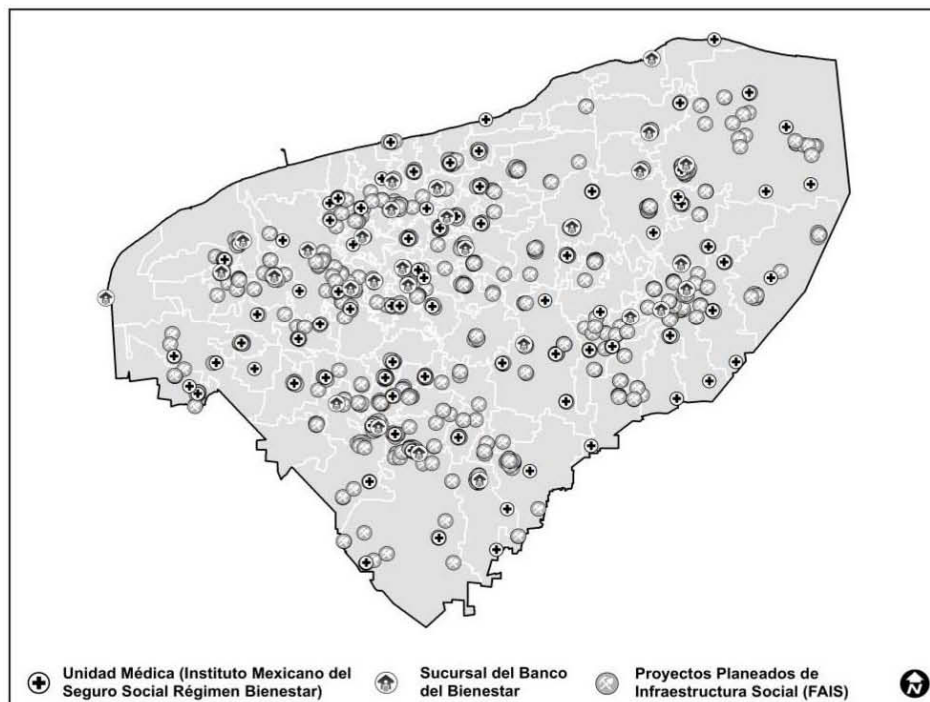 Unidad Médica (Instituto Mexicano del
Seguro Social Régimen Bienestar)
Sucursal del Banco
del Bienestar
Proyectos Planeados de
Infraestructura Social (FAIS)
N